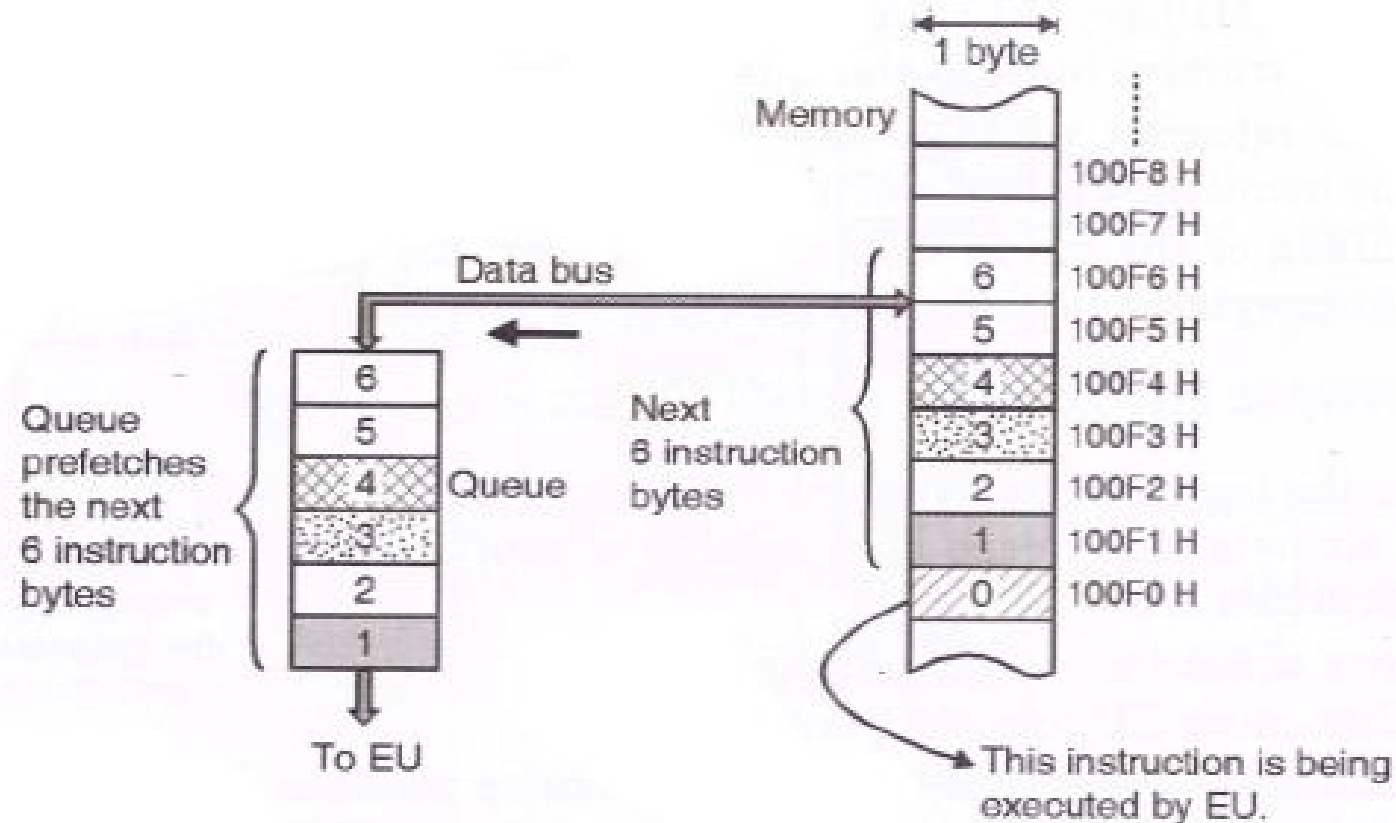 1 byte
Memory
100F8 H
100F7 H
6 100F6 H
5 100F5 H
4 100F4 H
3 100F3 H
2 100F2 H
1 100F1 H
0 100F0 H
Data bus
Next
6 instruction
bytes
Queue
prefetches
the next
6 instruction
bytes
6
5
4
3
2
1
Queue
To EU
This instruction is being
executed by EU.